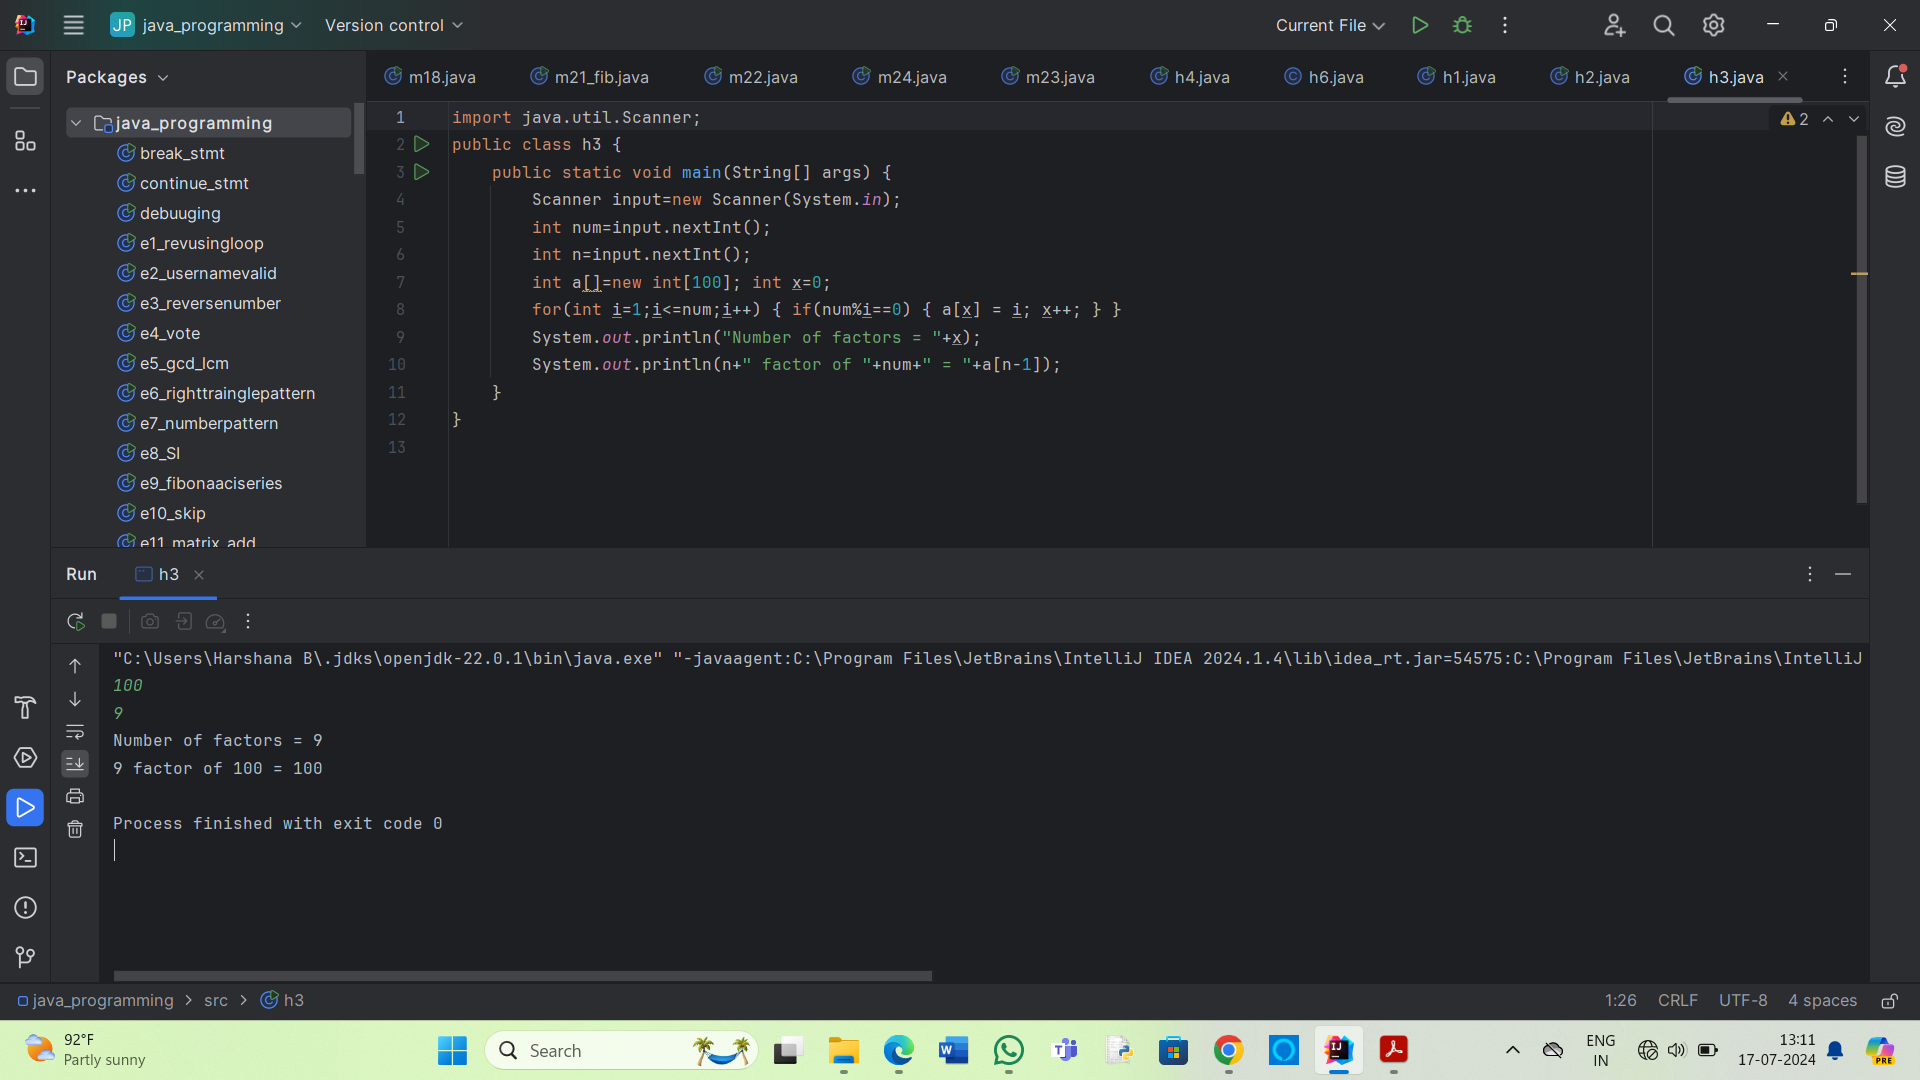 JP java_programming Version control Current File
Packages
m18.java m21_fib.java m22.java m24.java m23.java h4.java h6.java h1.java h2.java h3.java
java_programming
break_stmt
continue_stmt
debuuging
e1_revusingloop
e2_usernamevalid
e3_reversenumber
e4_vote
e5_gcd_lcm
e6_righttrainglepattern
e7_numberpattern
e8_SI
e9_fibonaaciseries
e10_skip
e11_matrix_add
2
1 import java.util.Scanner;
2 public class h3 {
3 public static void main(String[] args) {
4 Scanner input=new Scanner(System.in);
5 int num=input.nextInt();
6 int n=input.nextInt();
7 int a[]=new int[100]; int x=0;
8 for(int i=1;i<=num;i++) { if(num%i==0) { a[x] = i; x++; } }
9 System.out.println("Number of factors = "+x);
10 System.out.println(n+" factor of "+num+" = "+a[n-1]);
11 }
12 }
13
Run h3
"C:\Users\Harshana B\.jdks\openjdk-22.0.1\bin\java.exe" "-javaagent:C:\Program Files\JetBrains\IntelliJ IDEA 2024.1.4\lib\idea_rt.jar=54575:C:\Program Files\JetBrains\IntelliJ
100
9
Number of factors = 9
9 factor of 100 = 100
Process finished with exit code 0
java_programming > src > h3 1:26 CRLF UTF-8 4 spaces
92°F
Partly sunny
Search
ENG
IN
13:11
17-07-2024
PRE